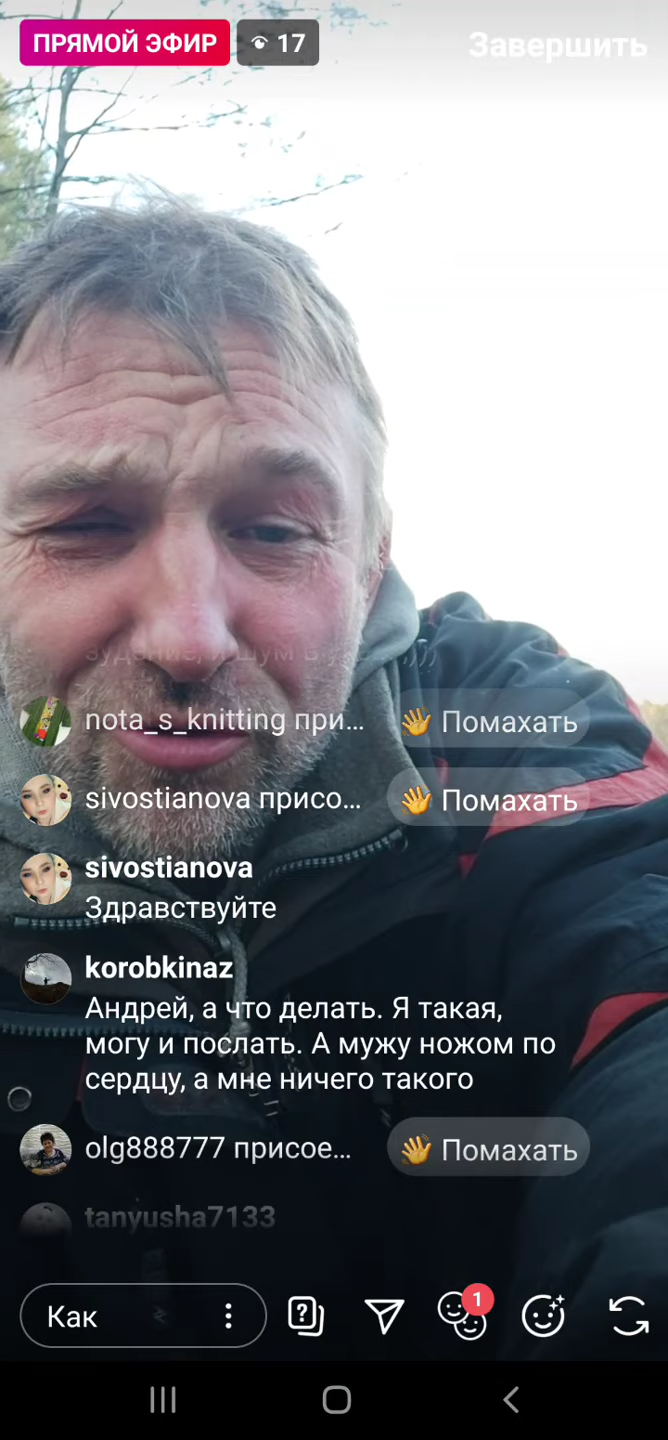 ПРЯМОЙ ЭФИР 17 Завершить
nota_s_knitting при... Помахать
sivostianova присо... Помахать
sivostianova
Здравствуйте
korobkinaz
Андрей, а что делать. Я такая,
могу и послать. А мужу ножом по
сердцу, а мне ничего такого
olg888777 присое... Помахать
tanyusha7133
Как
1